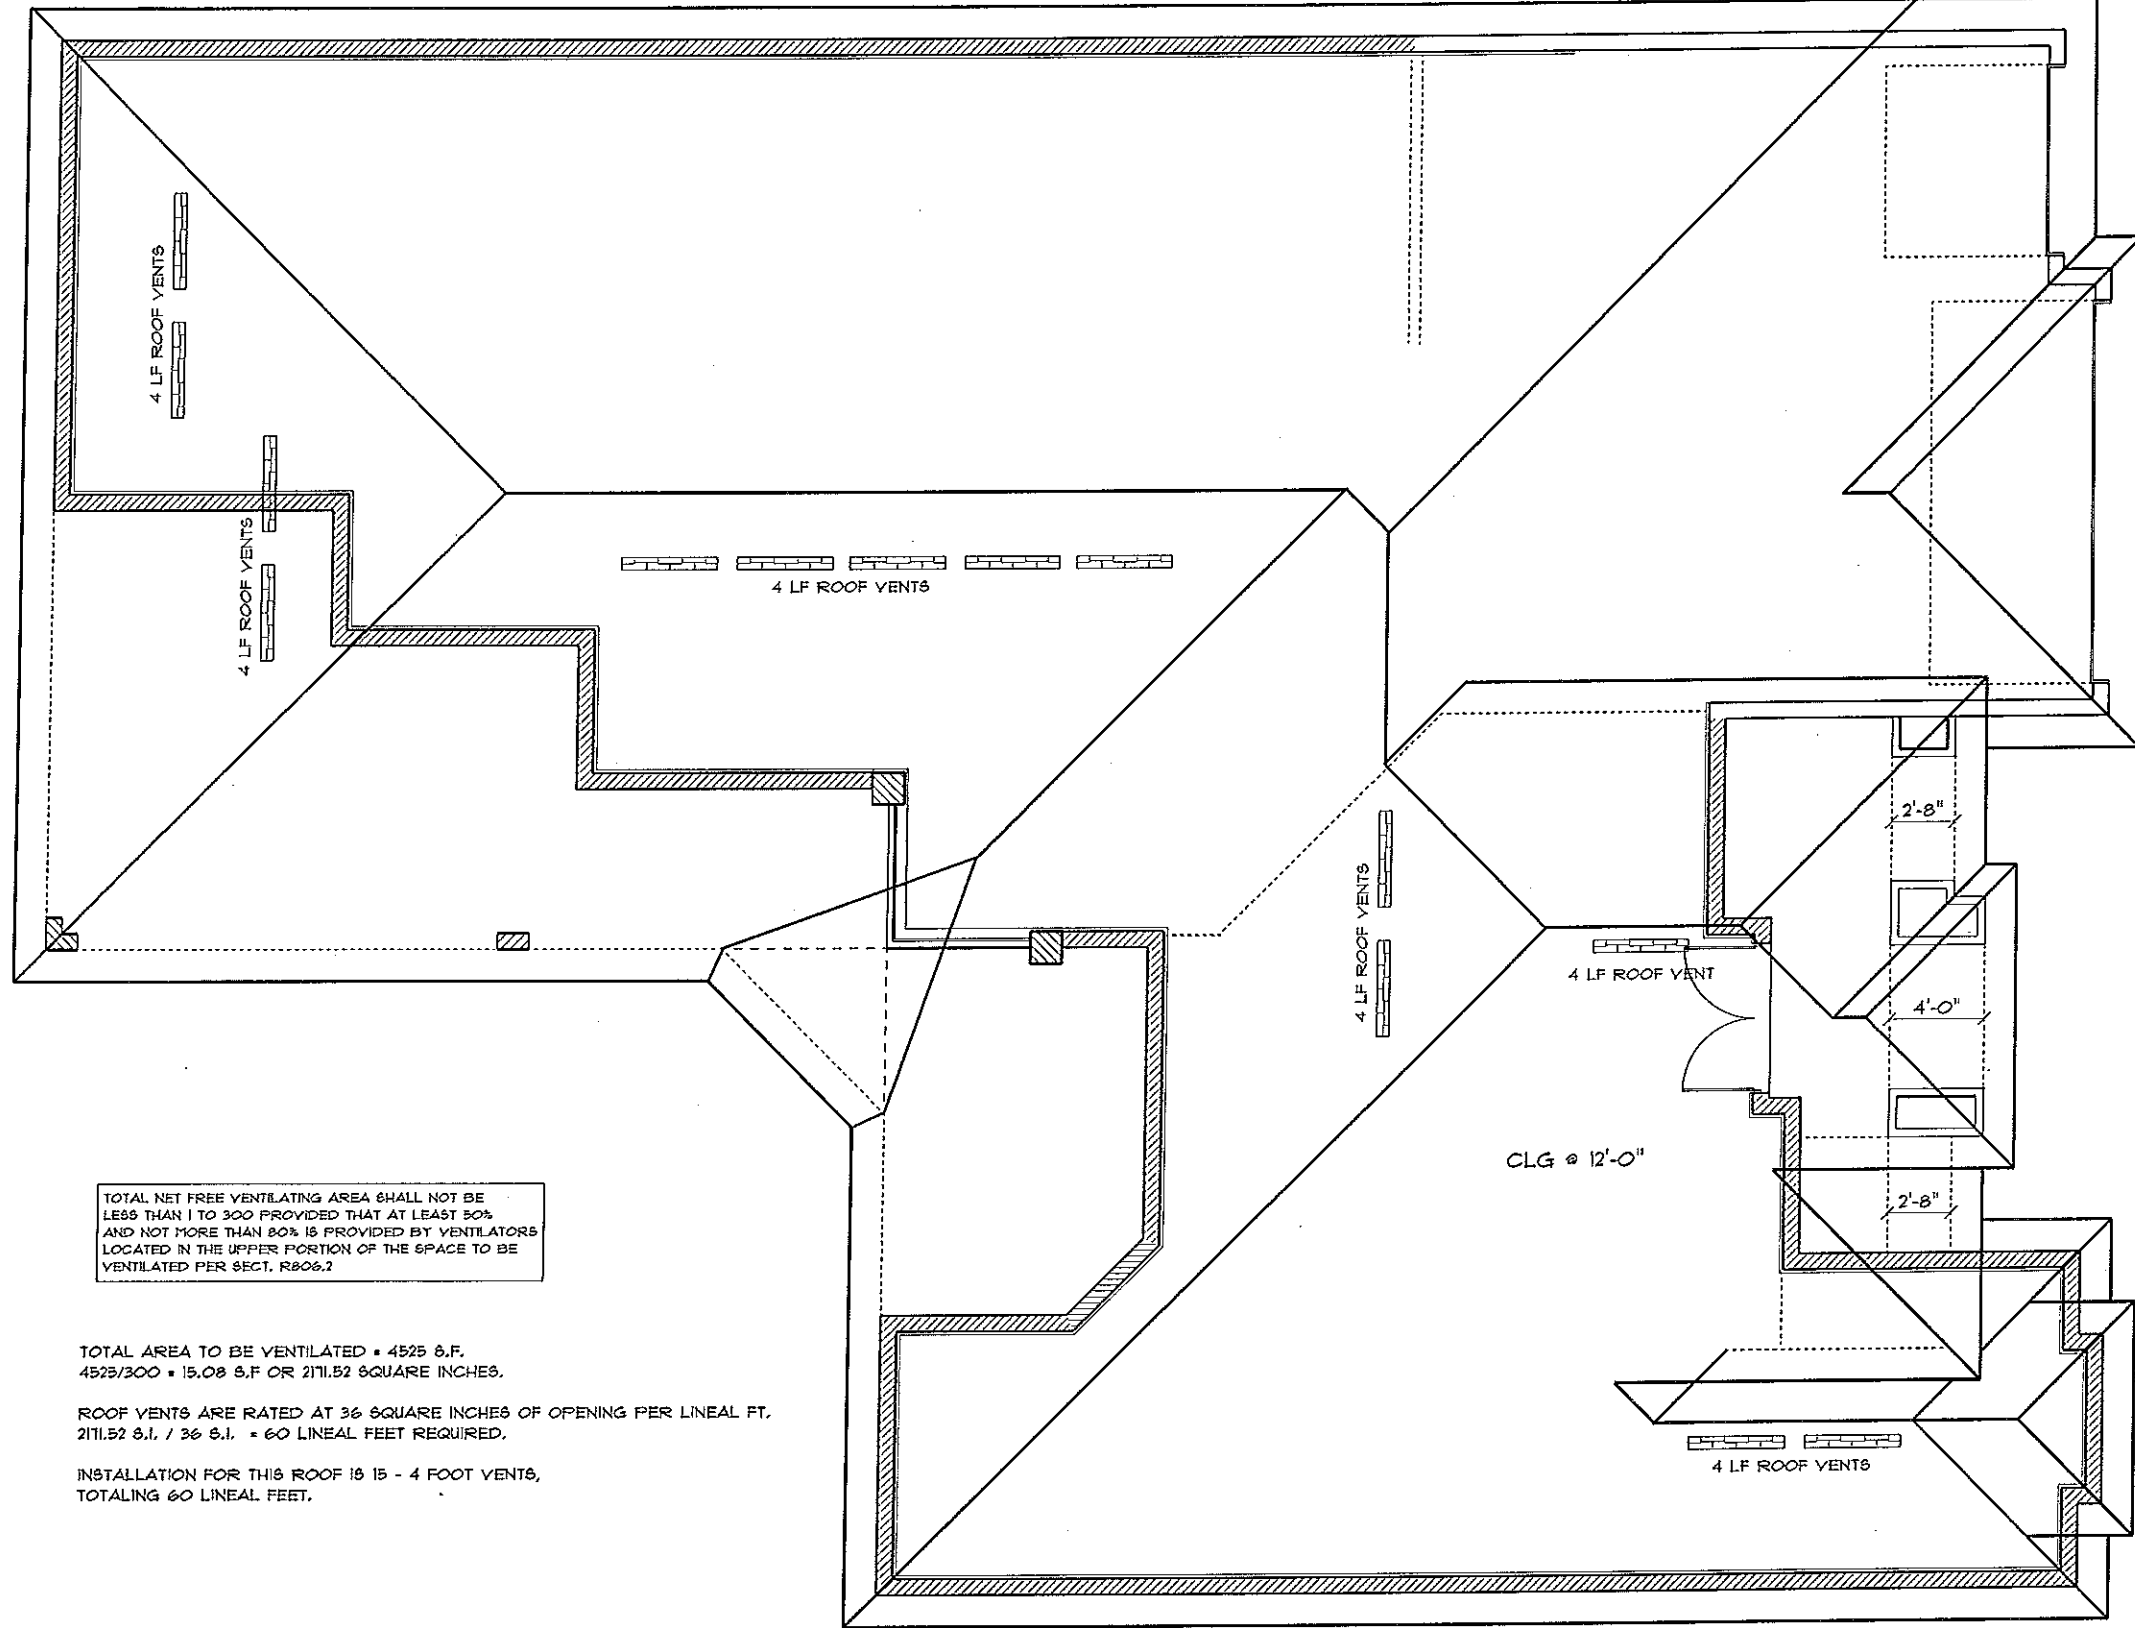 4 LF ROOF VENTS
4 LF ROOF VENTS
4 LF ROOF VENTS
2'-8"
4 LF ROOF VENTS
4 LF ROOF VENT
4'-0"
CLG @ 12'-0"
2'-8"
TOTAL NET FREE VENTILATING AREA SHALL NOT BE
LESS THAN 1 TO 300 PROVIDED THAT AT LEAST 50%
AND NOT MORE THAN 80% IS PROVIDED BY VENTILATORS
LOCATED IN THE UPPER PORTION OF THE SPACE TO BE
VENTILATED PER SECT. R806.2
TOTAL AREA TO BE VENTILATED = 4525 S.F.
4525/300 = 15.08 S.F OR 2171.52 SQUARE INCHES.
ROOF VENTS ARE RATED AT 36 SQUARE INCHES OF OPENING PER LINEAL FT.
2171.52 S.I. / 36 S.I. = 60 LINEAL FEET REQUIRED.
INSTALLATION FOR THIS ROOF IS 15 - 4 FOOT VENTS,
TOTALING 60 LINEAL FEET.
4 LF ROOF VENTS